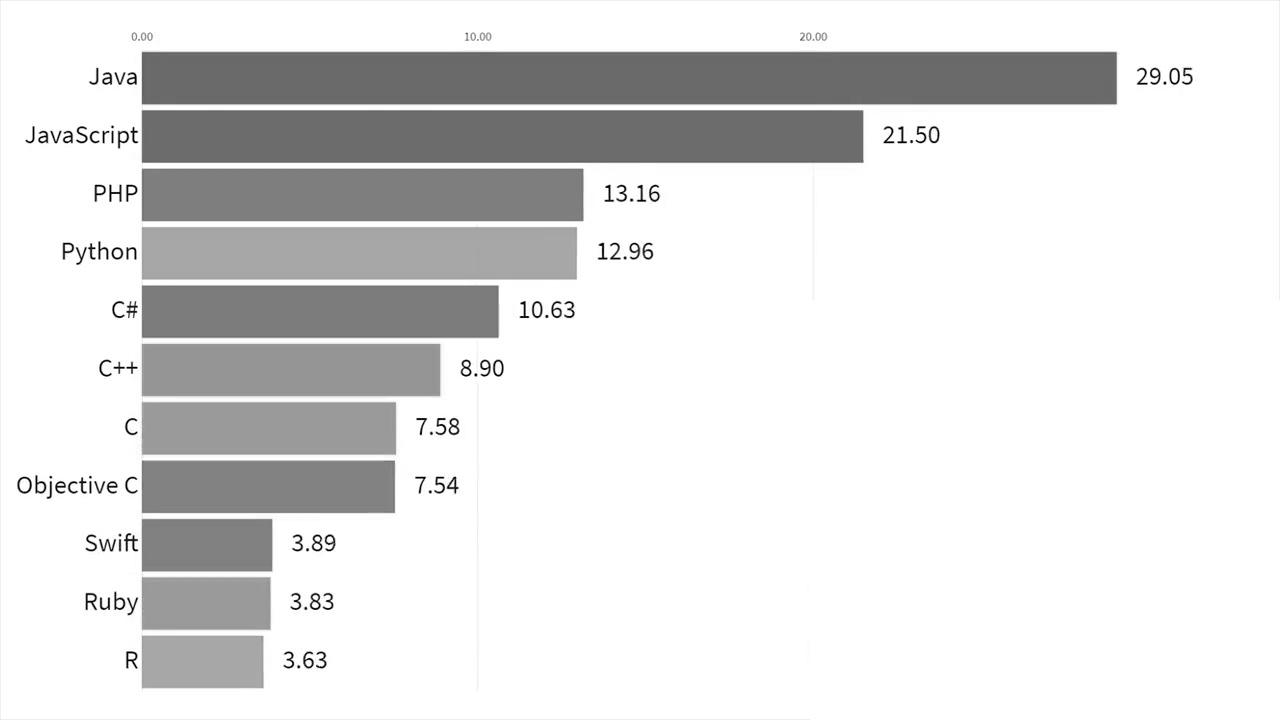 0.00 10.00 20.00
Java 29.05
JavaScript 21.50
PHP 13.16
Python 12.96
C# 10.63
C++ 8.90
C 7.58
Objective C 7.54
Swift 3.89
Ruby 3.83
R 3.63